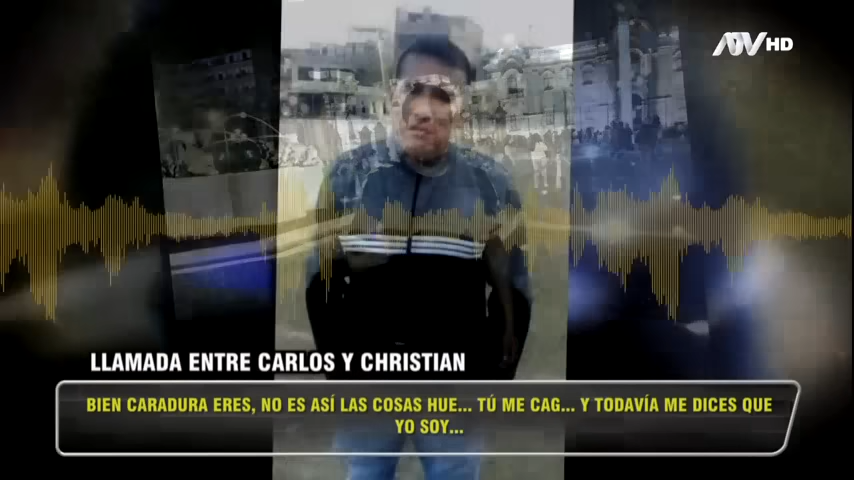 ATV HD
LLAMADA ENTRE CARLOS Y CHRISTIAN
BIEN CARADURA ERES, NO ES ASÍ LAS COSAS HUE... TÚ ME CAG... Y TODAVÍA ME DICES QUE
YO SOY...